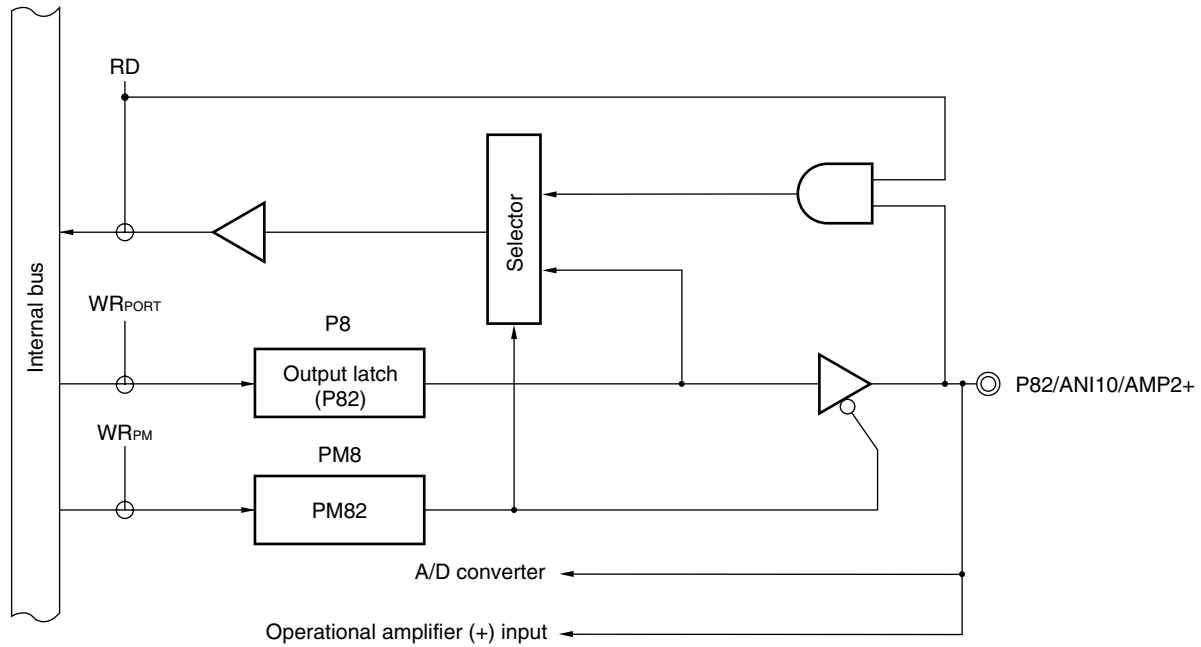 RD
Selector
Internal bus
WRPORT
P8
Output latch
(P82)
P82/ANI10/AMP2+
WRPM
PM8
PM82
A/D converter
Operational amplifier (+) input